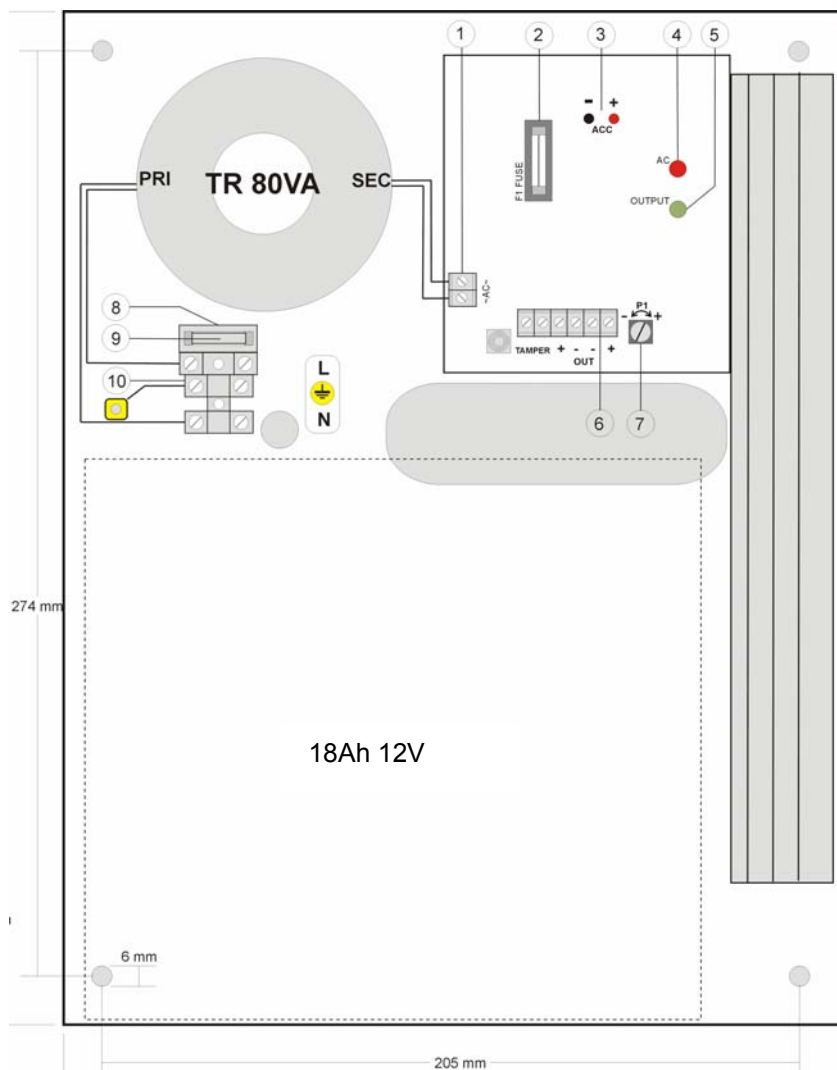 1 2 3 4 5
- +
ACC
F1 FUSE
AC
OUTPUT
PRI TR 80VA SEC
~AC~
P1
- +
TAMPER + - - +
OUT
8
9
10
L
N
6 7
274 mm
18Ah 12V
6 mm
205 mm